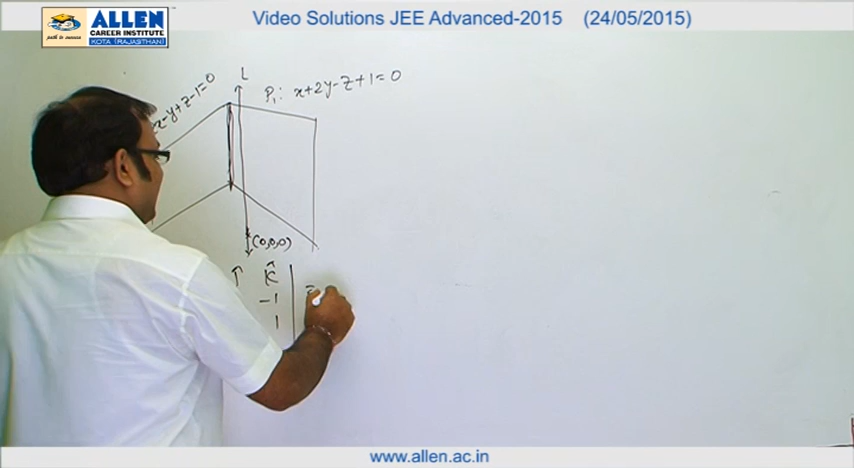 ALLEN
CAREER INSTITUTE
KOTA (RAJASTHAN)
path to success
Video Solutions JEE Advanced-2015 (24/05/2015)
L
P₁: x+2y-z+1=0
x-y+z-1=0
(0,0,0)
k̂
-1
1
www.allen.ac.in